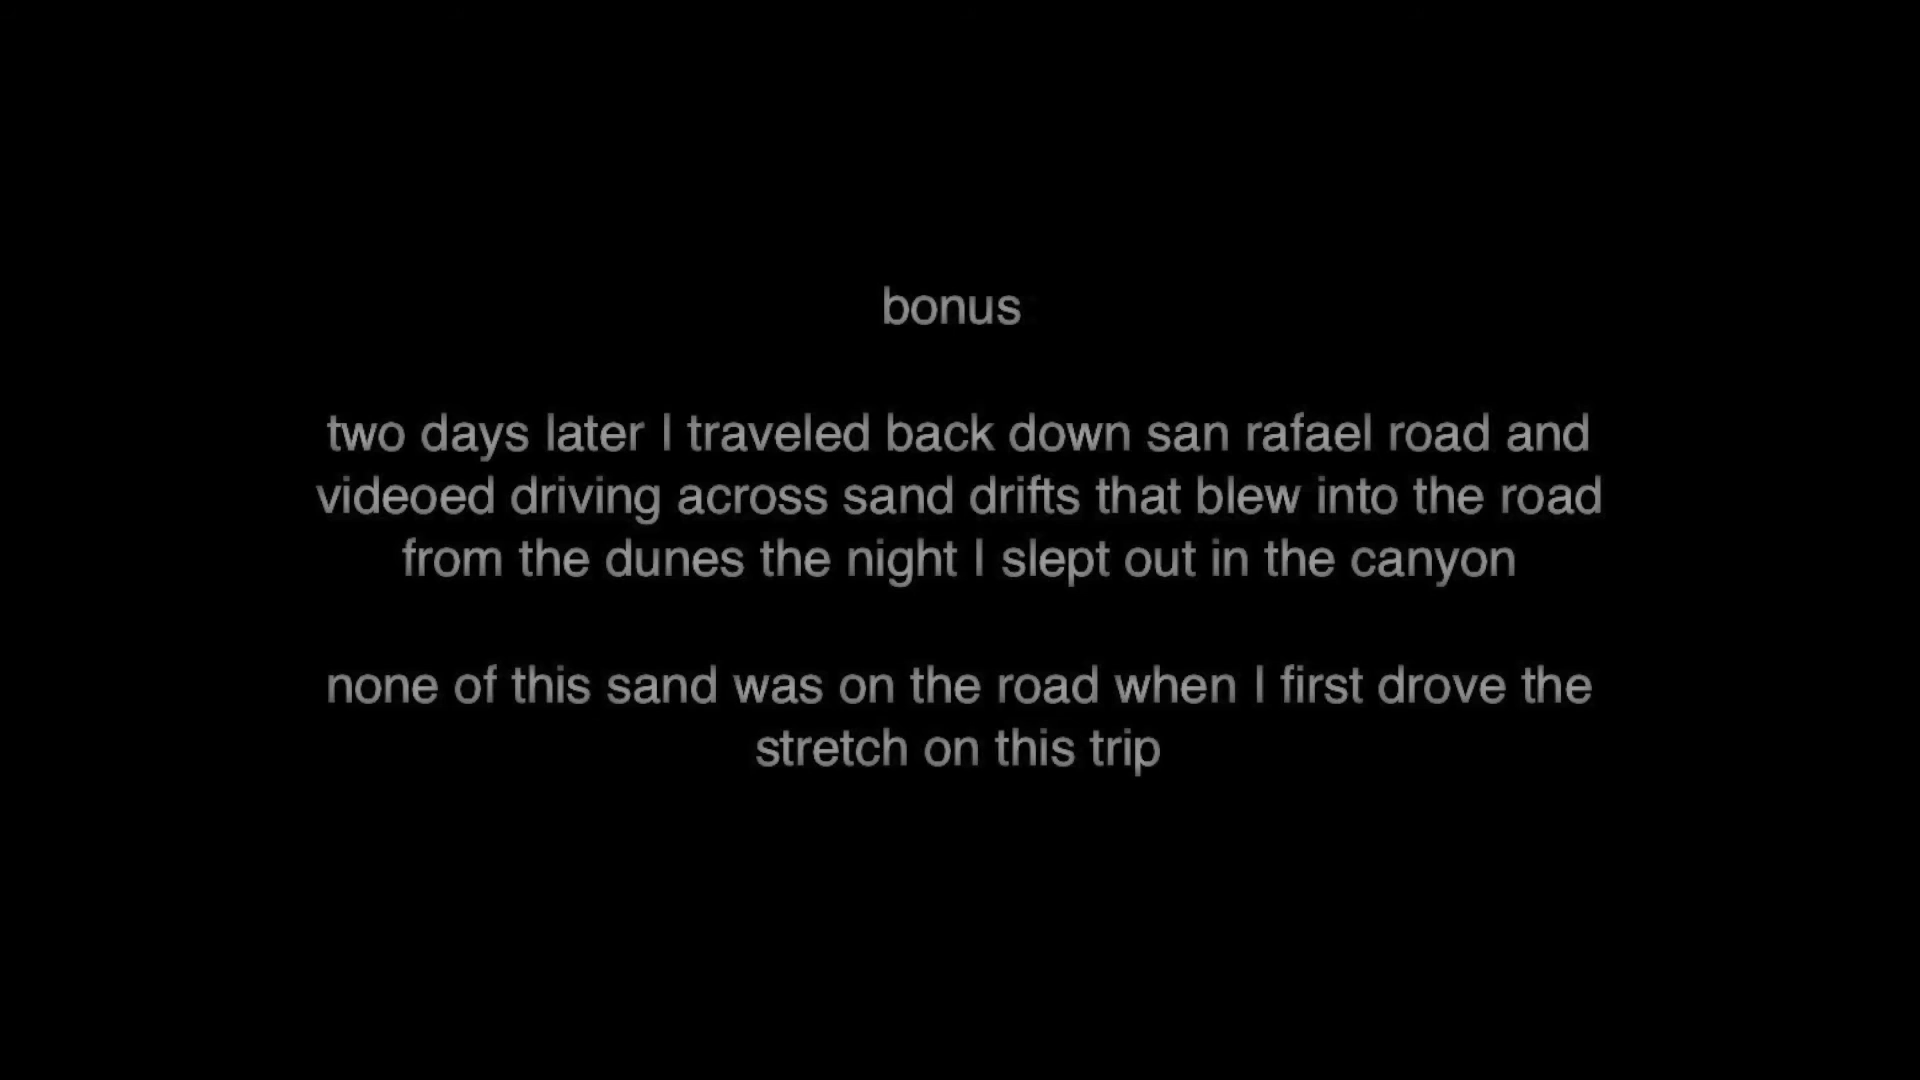 bonus
two days later I traveled back down san rafael road and
videoed driving across sand drifts that blew into the road
from the dunes the night I slept out in the canyon
none of this sand was on the road when I first drove the
stretch on this trip